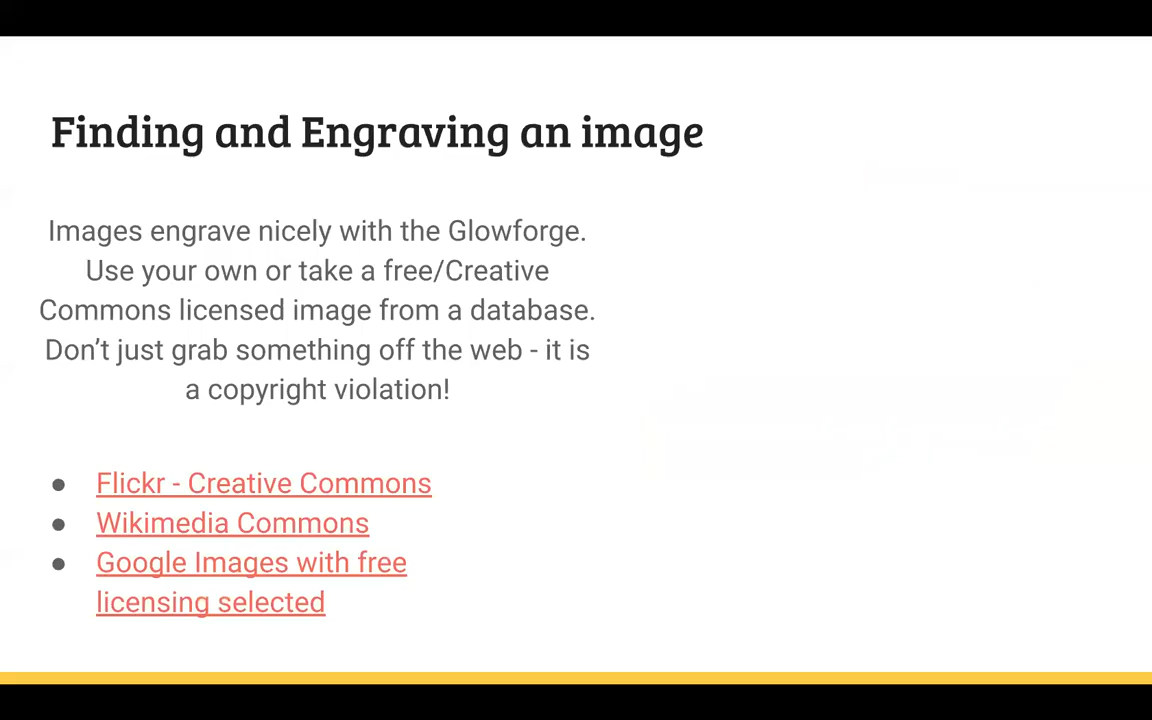 Finding and Engraving an image
Images engrave nicely with the Glowforge.
Use your own or take a free/Creative
Commons licensed image from a database.
Don’t just grab something off the web - it is
a copyright violation!
● Flickr - Creative Commons
● Wikimedia Commons
● Google Images with free
licensing selected